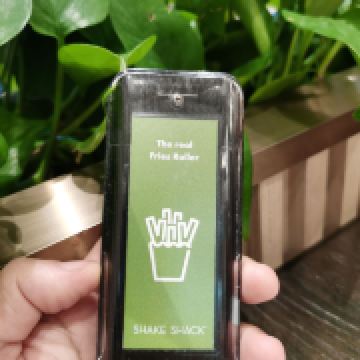 The real
Fries Roller
SHAKE SHACK